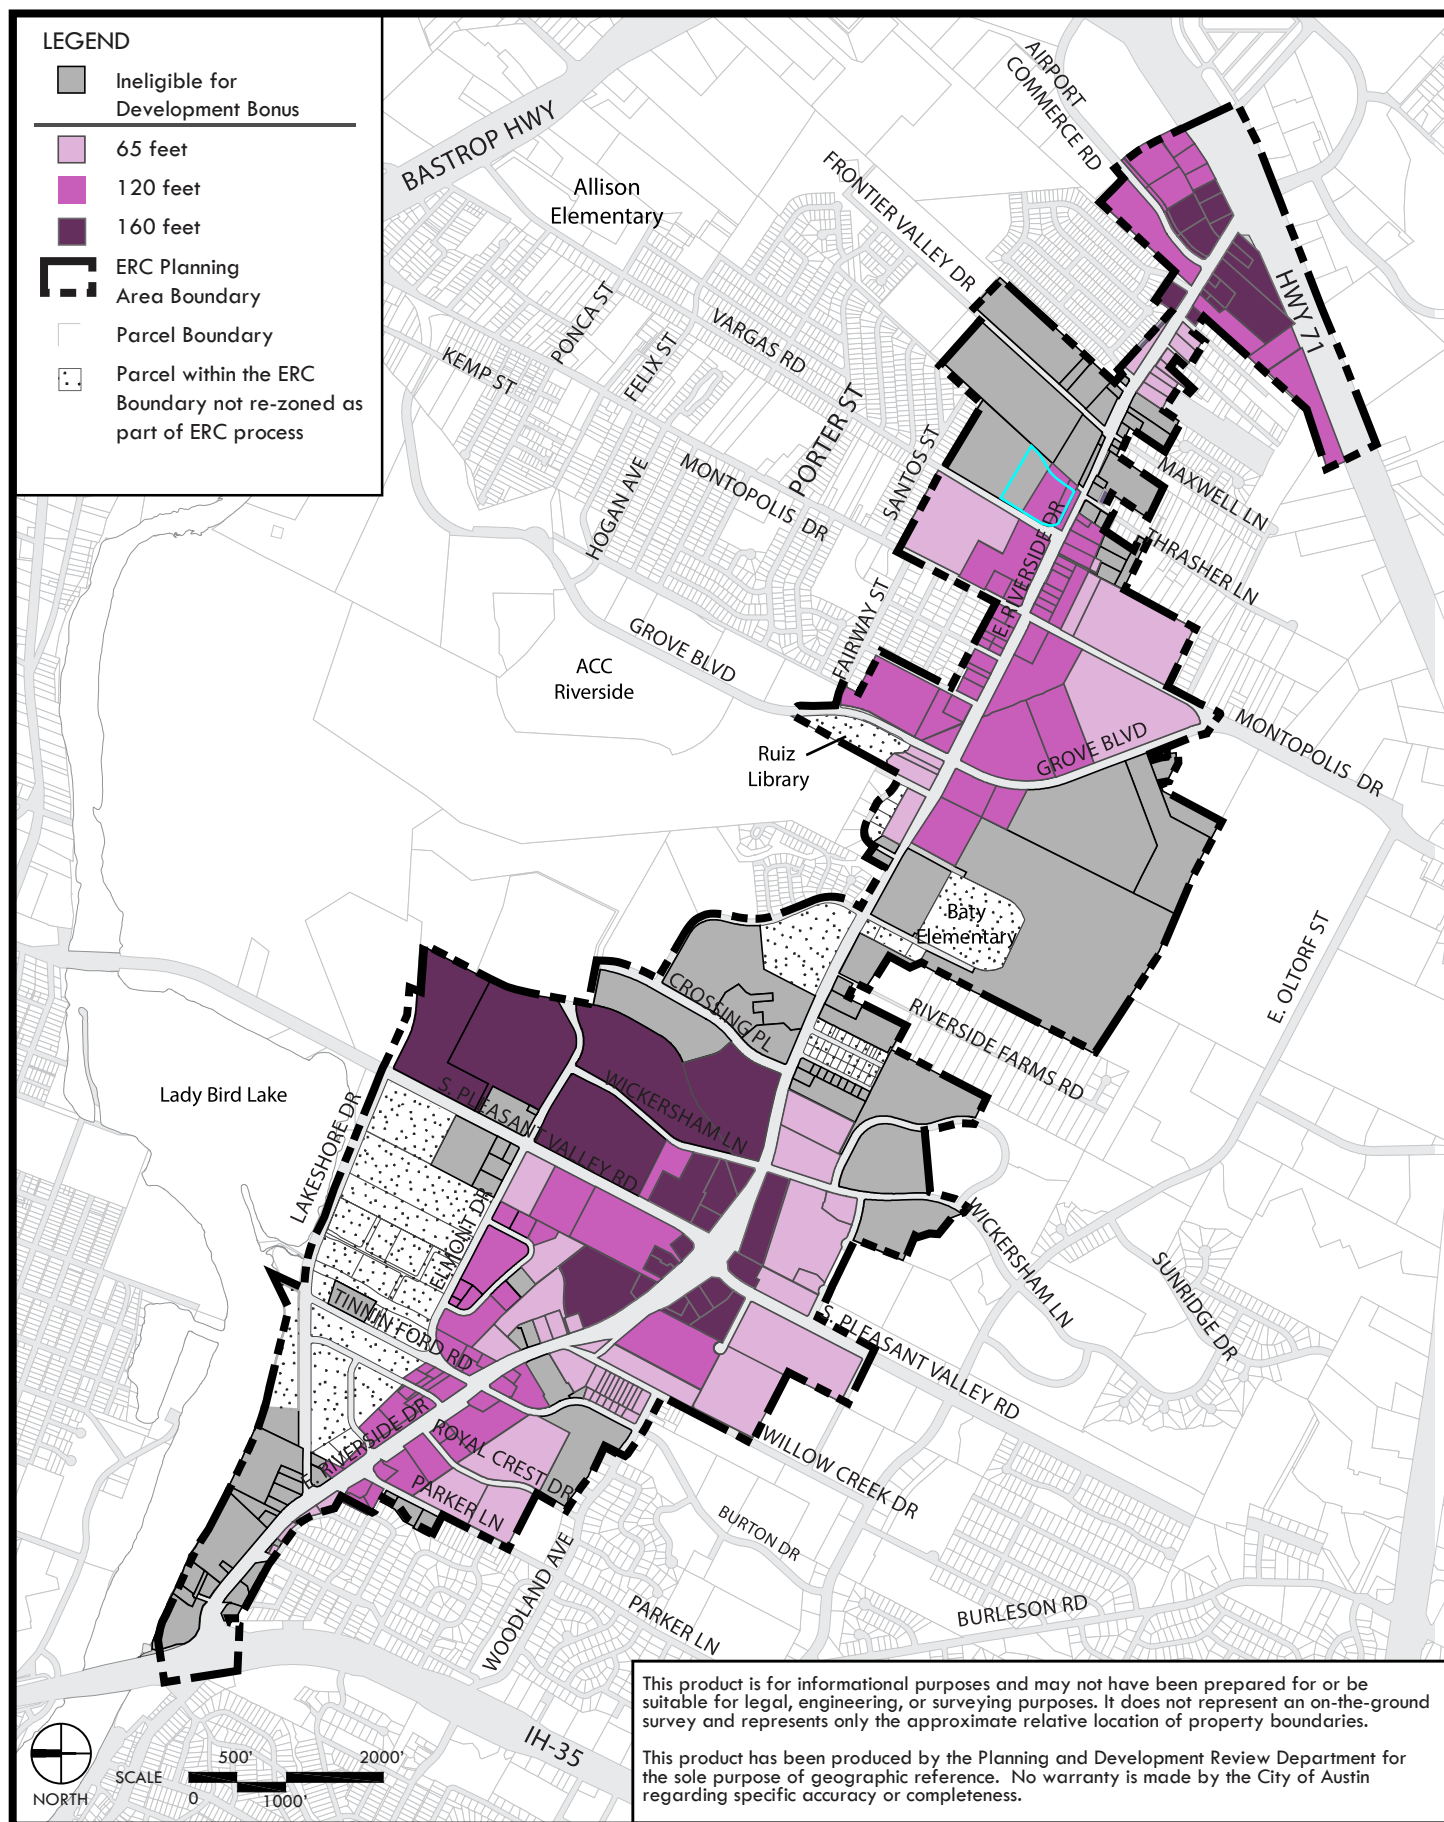 LEGEND
Ineligible for
Development Bonus
65 feet
120 feet
160 feet
ERC Planning
Area Boundary
Parcel Boundary
Parcel within the ERC
Boundary not re-zoned as
part of ERC process
BASTROP HWY
AIRPORT
COMMERCE RD
Allison
Elementary
FRONTIER VALLEY DR
HWY 71
PONCA ST
VARGAS RD
FELIX ST
KEMP ST
PORTER ST
SANTOS ST
MONTOPOLIS DR
HOGAN AVE
MAXWELL LN
THRASHER LN
E. RIVERSIDE DR
FAIRWAY ST
GROVE BLVD
ACC
Riverside
Ruiz
Library
GROVE BLVD
MONTOPOLIS DR
Baty
Elementary
E. OLTORF ST
CROSSING PL
RIVERSIDE FARMS RD
Lady Bird Lake
LAKESHORE DR
S. PLEASANT VALLEY RD
WICKERSHAM LN
ELMONT DR
WICKERSHAM LN
SUNRIDGE DR
TINNIN FORD RD
S. PLEASANT VALLEY RD
E. RIVERSIDE DR
ROYAL CREST DR
PARKER LN
WILLOW CREEK DR
BURTON DR
WOODLAND AVE
PARKER LN
BURLESON RD
IH-35
NORTH
SCALE
500'
2000'
0
1000'
This product is for informational purposes and may not have been prepared for or be
suitable for legal, engineering, or surveying purposes. It does not represent an on-the-ground
survey and represents only the approximate relative location of property boundaries.
This product has been produced by the Planning and Development Review Department for
the sole purpose of geographic reference. No warranty is made by the City of Austin
regarding specific accuracy or completeness.